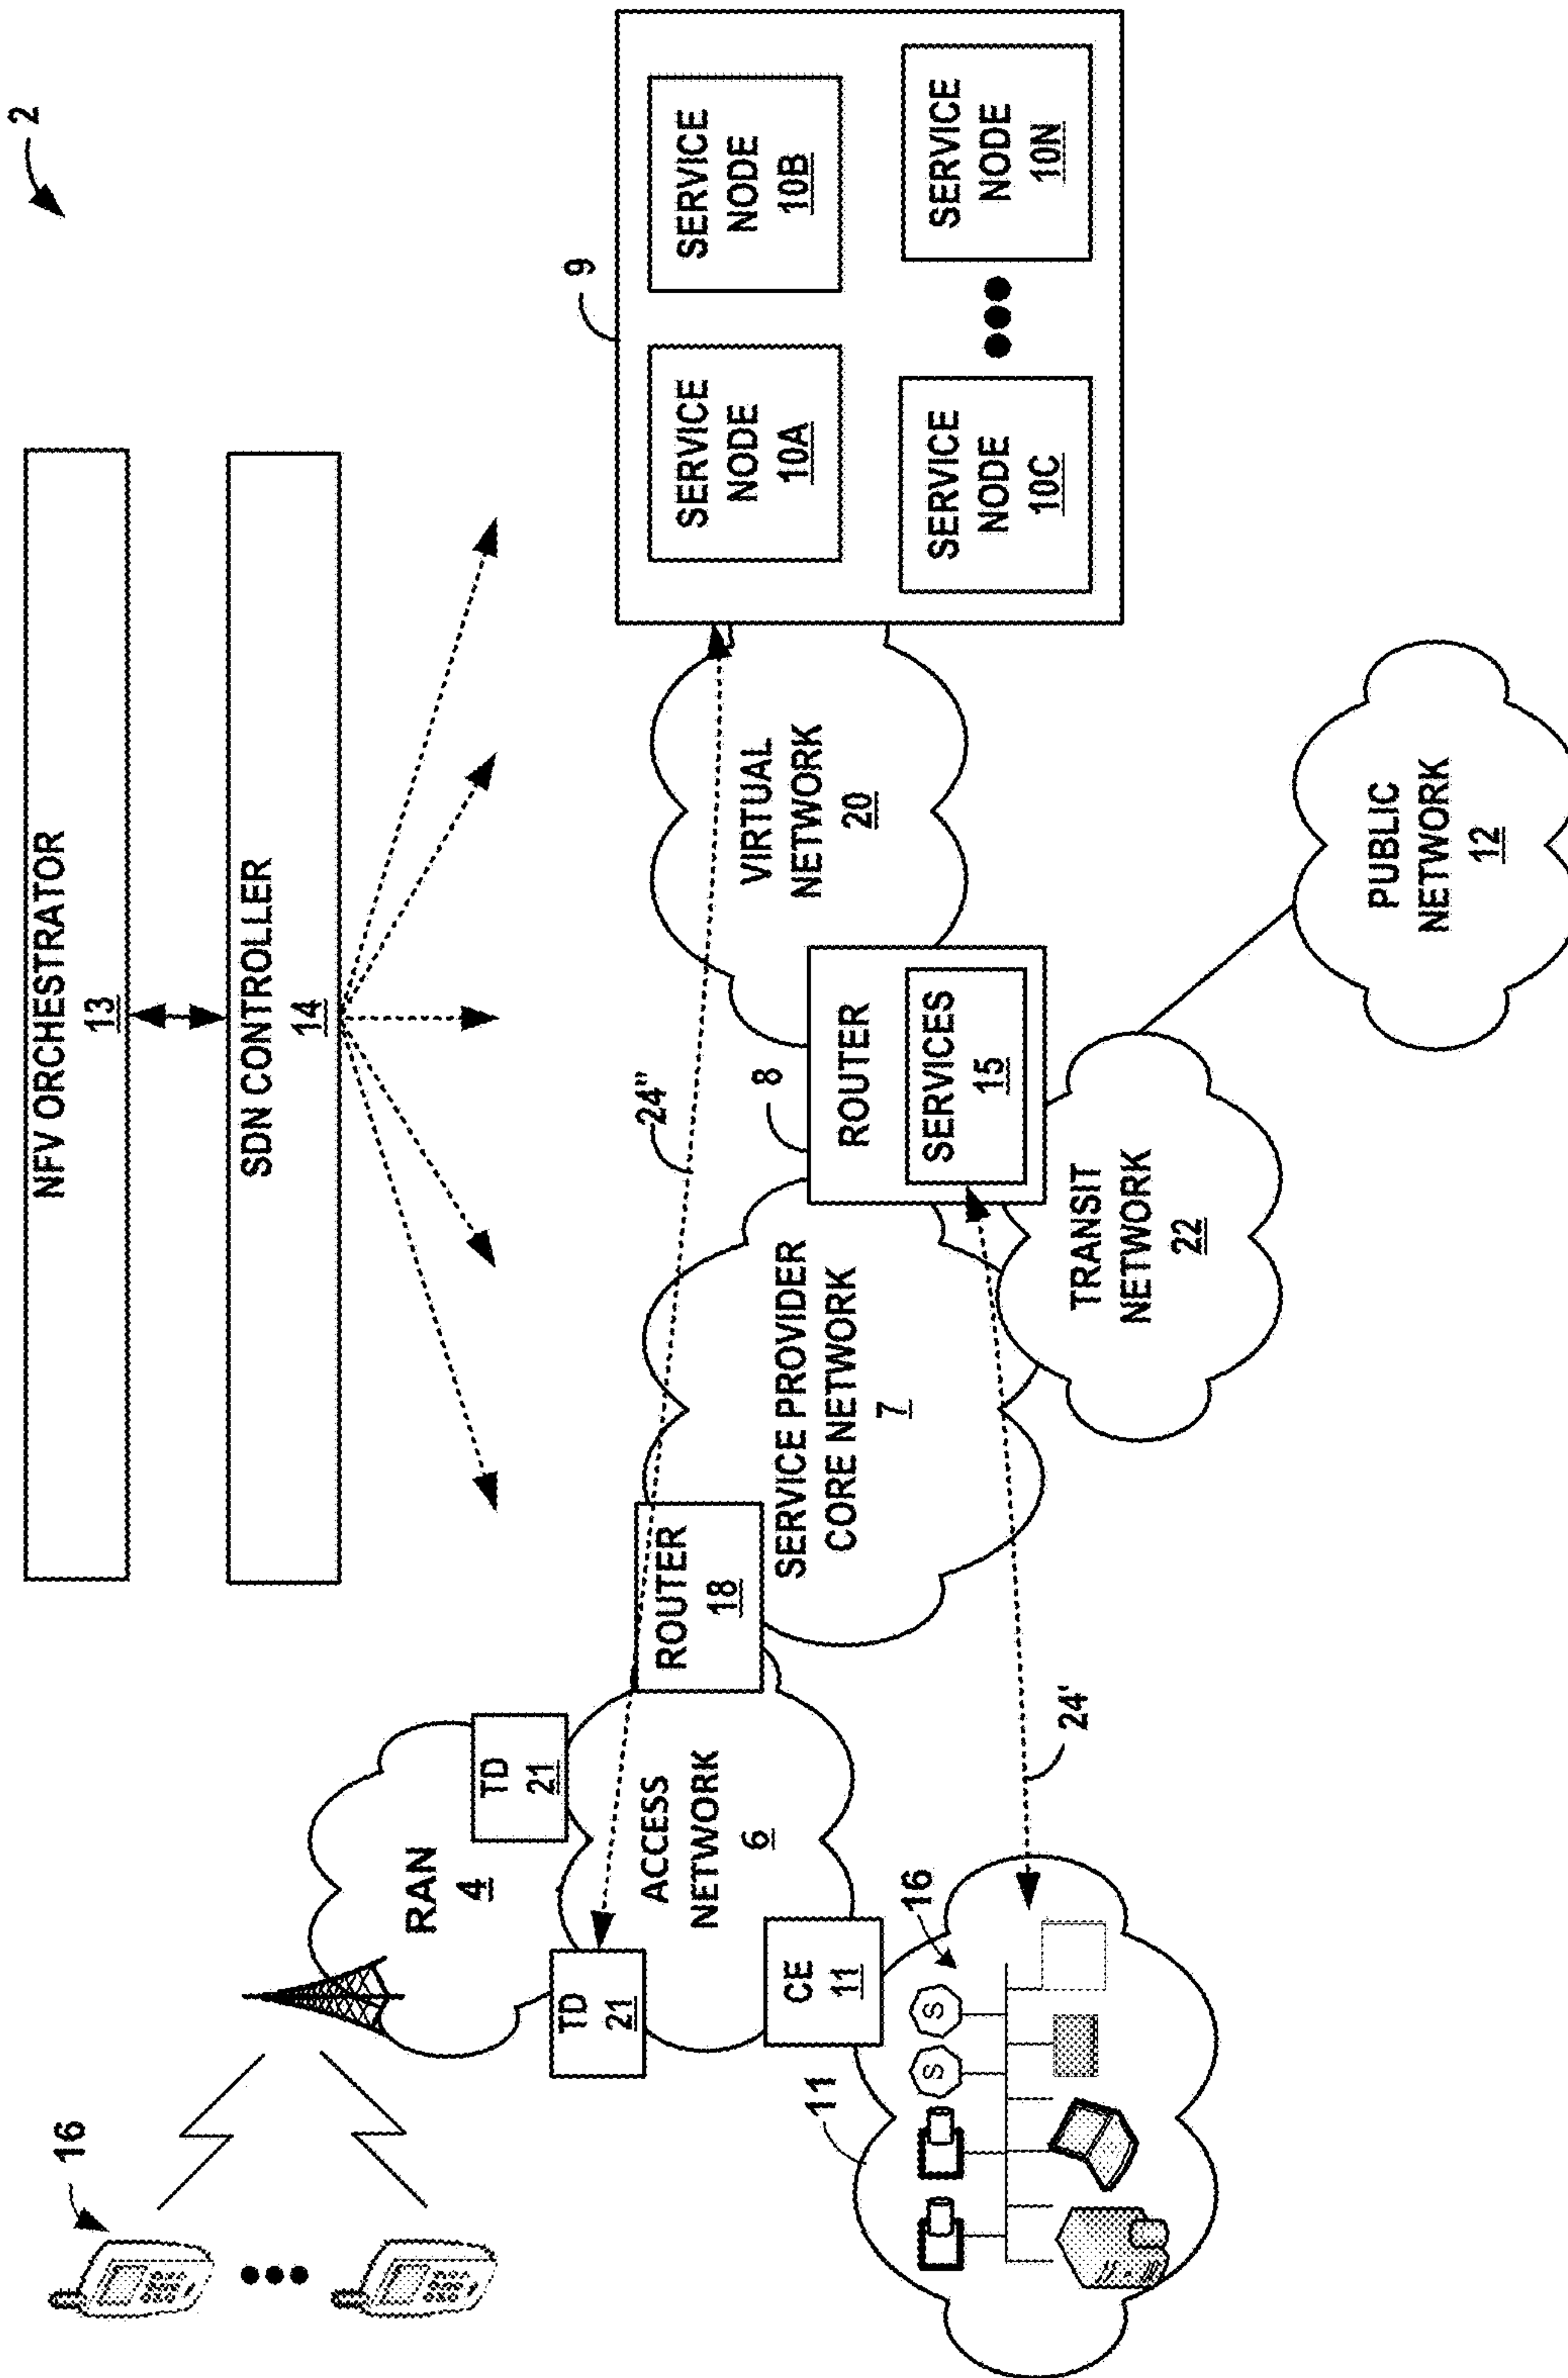 2
NFV ORCHESTRATOR
13
SDN CONTROLLER
14
16
RAN
4
TD
21
TD
21
ACCESS
NETWORK
6
ROUTER
18
CE
11
11
16
S
S
24'
24"
SERVICE PROVIDER
CORE NETWORK
7
8
ROUTER
SERVICES
15
VIRTUAL
NETWORK
20
TRANSIT
NETWORK
22
PUBLIC
NETWORK
12
9
SERVICE
NODE
10A
SERVICE
NODE
10B
SERVICE
NODE
10C
SERVICE
NODE
10N